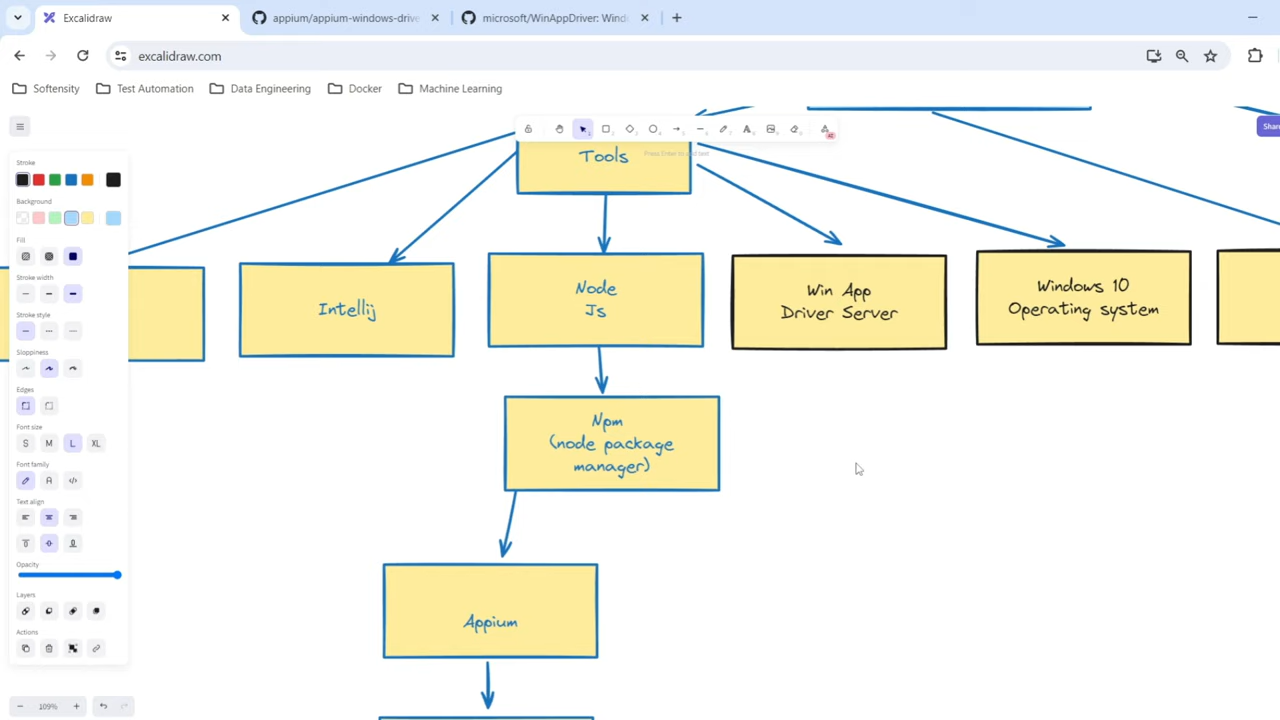 Excalidraw
appium/appium-windows-drive
microsoft/WinAppDriver: Wind
excalidraw.com
Softensity
Test Automation
Data Engineering
Docker
Machine Learning
Share
Stroke
Background
Fill
Stroke width
Stroke style
Sloppiness
Edges
Font size
S M L XL
Font family
A
Text align
Opacity
Layers
Actions
109%
Tools
Intellij
Node
Js
Win App
Driver Server
Windows 10
Operating system
Npm
(node package
manager)
Appium